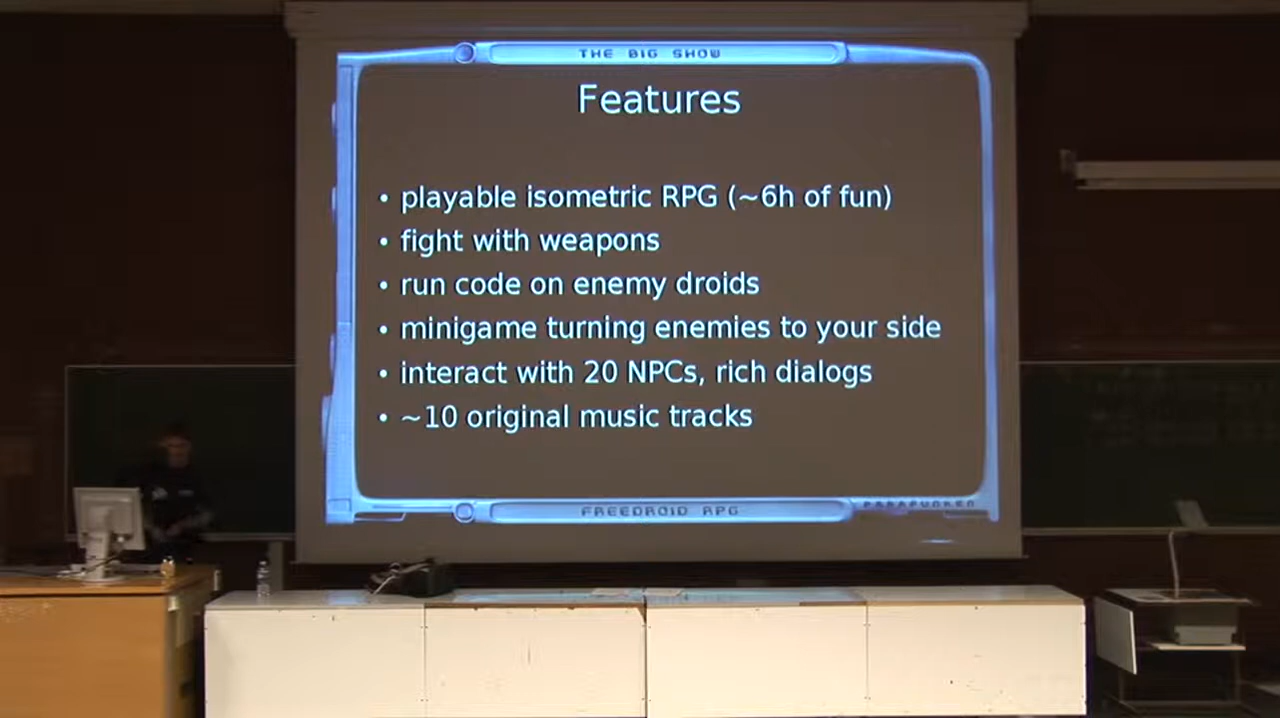 THE BIG SHOW
Features
• playable isometric RPG (~6h of fun)
• fight with weapons
• run code on enemy droids
• minigame turning enemies to your side
• interact with 20 NPCs, rich dialogs
• ~10 original music tracks
FREEDROID RPG